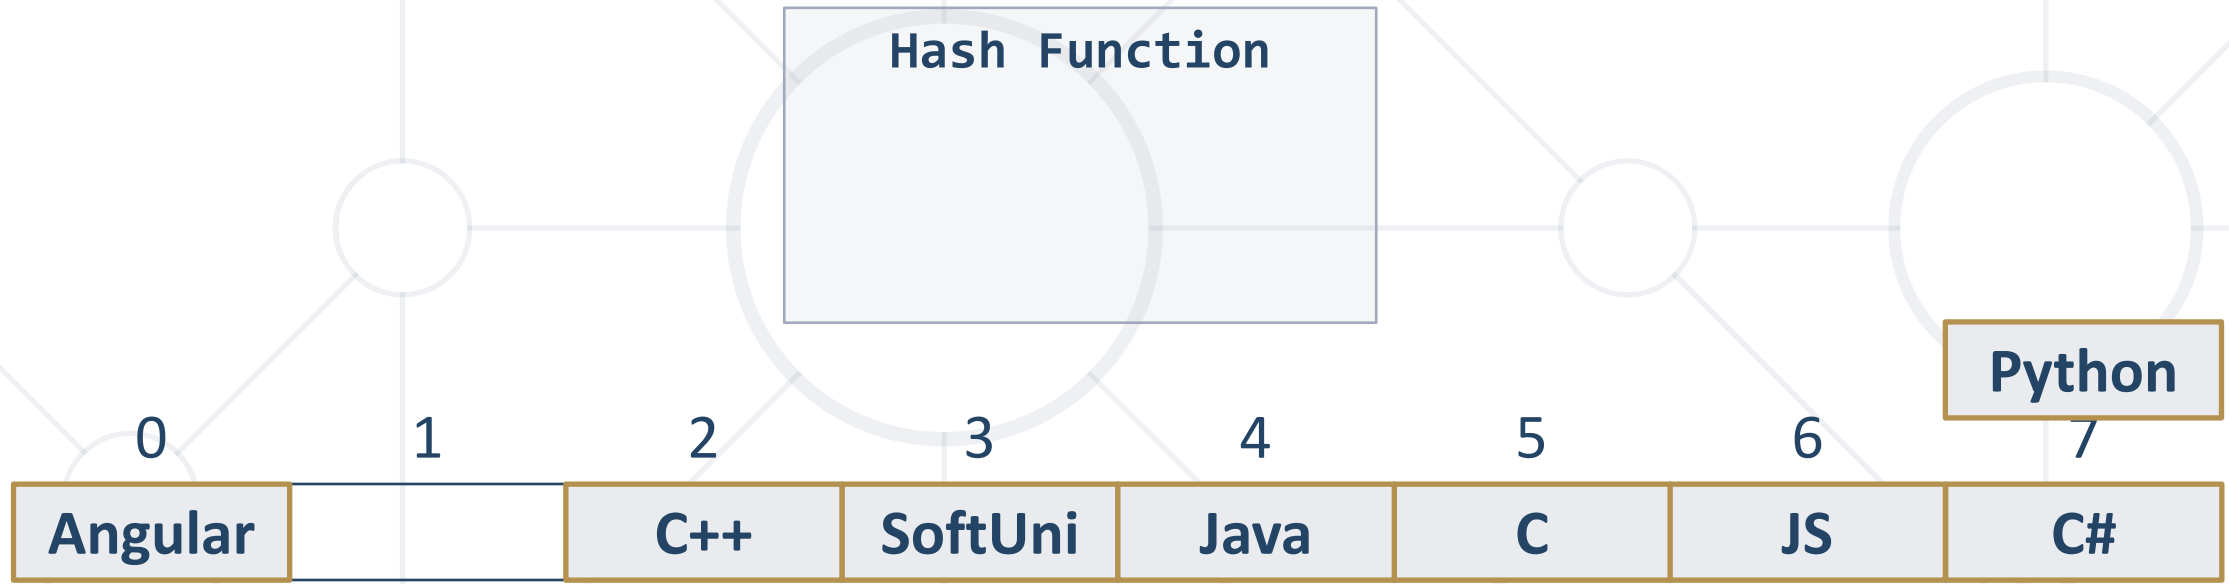 Hash Function
Python
0 1 2 3 4 5 6 7
Angular C++ SoftUni Java C JS C#